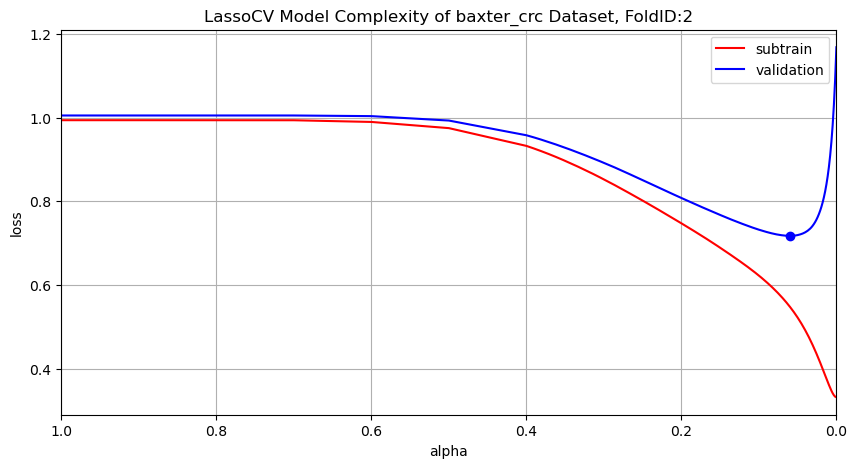 LassoCV Model Complexity of baxter_crc Dataset, FoldID:2
subtrain
validation
loss
1.2
1.0
0.8
0.6
0.4
1.0 0.8 0.6 0.4 0.2 0.0
alpha